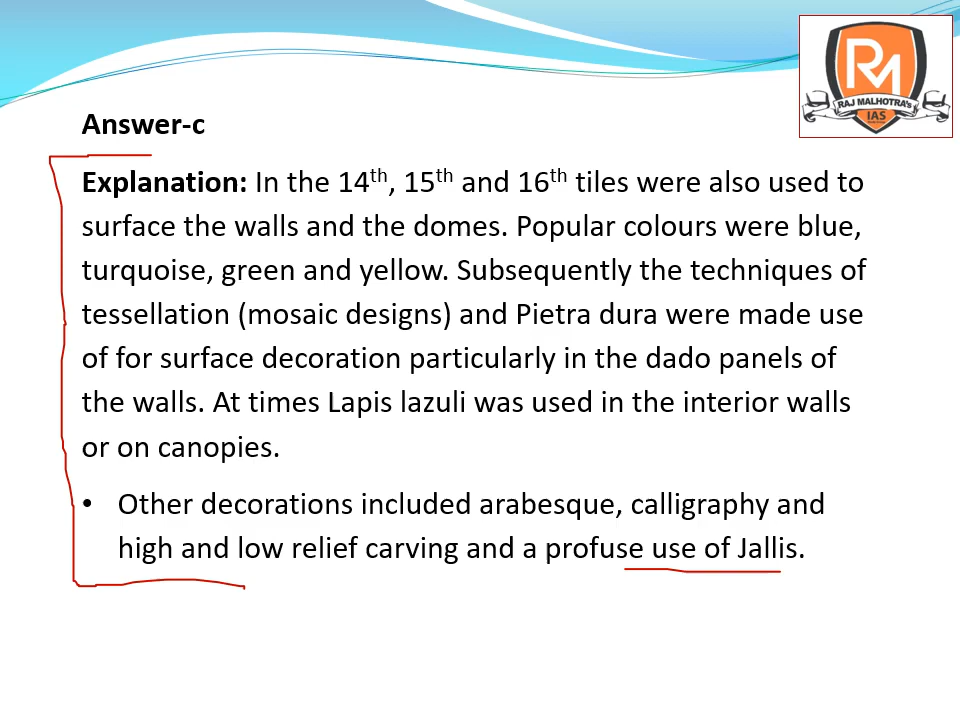 RM
RAJ MALHOTRA's
IAS
Answer-c
Explanation: In the 14th, 15th and 16th tiles were also used to
surface the walls and the domes. Popular colours were blue,
turquoise, green and yellow. Subsequently the techniques of
tessellation (mosaic designs) and Pietra dura were made use
of for surface decoration particularly in the dado panels of
the walls. At times Lapis lazuli was used in the interior walls
or on canopies.
• Other decorations included arabesque, calligraphy and
high and low relief carving and a profuse use of Jallis.